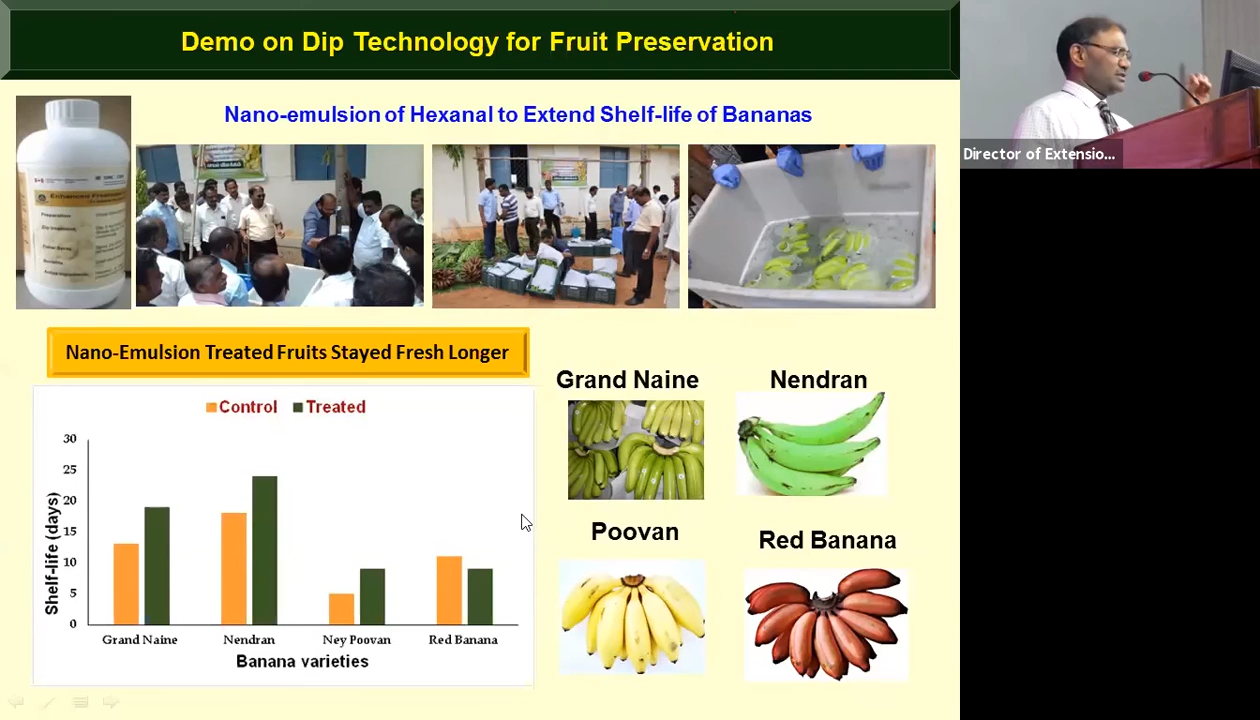 Demo on Dip Technology for Fruit Preservation
Director of Extensio...
Nano-emulsion of Hexanal to Extend Shelf-life of Bananas
Enhanced
Preparation
Nano-Emulsion Treated Fruits Stayed Fresh Longer
Control
Treated
30
25
20
15
10
5
0
Shelf-life (days)
Grand Naine
Nendran
Ney Poovan
Red Banana
Banana varieties
Grand Naine
Nendran
Poovan
Red Banana